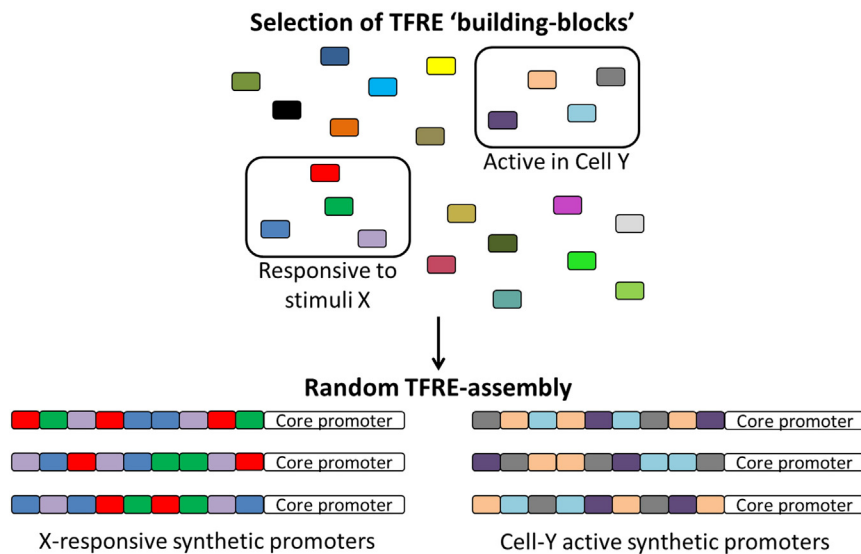 Selection of TFRE ‘building-blocks’
Active in Cell Y
Responsive to
stimuli X
Random TFRE-assembly
Core promoter
Core promoter
Core promoter
Core promoter
Core promoter
Core promoter
X-responsive synthetic promoters
Cell-Y active synthetic promoters